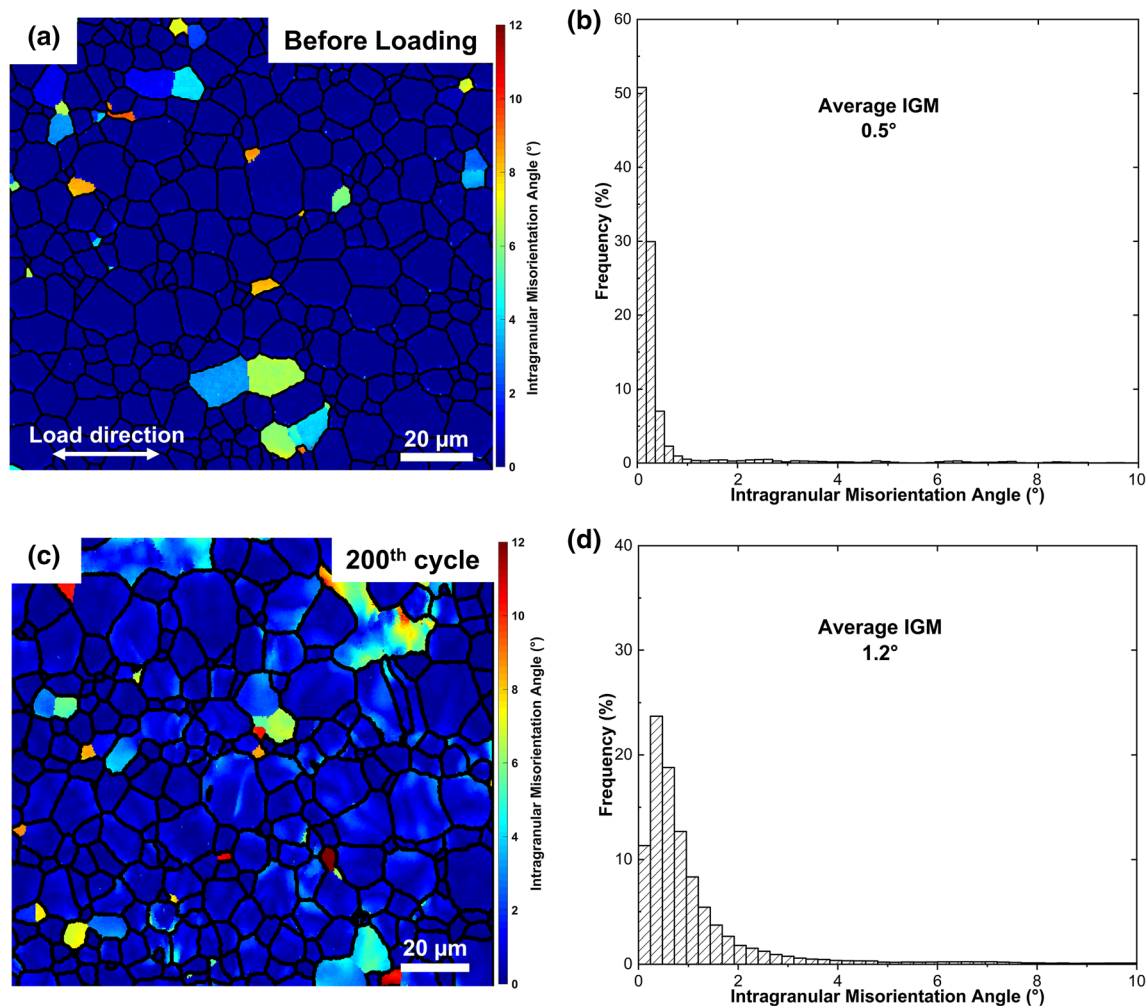 (a)
Before Loading
12
10
8
6
4
2
0
Intragranular Misorientation Angle (°)
Load direction
20 μm
(b)
60
50
40
30
20
10
0
Frequency (%)
Average IGM
0.5°
0 2 4 6 8 10
Intragranular Misorientation Angle (°)
(c)
200th cycle
12
10
8
6
4
2
0
Intragranular Misorientation Angle (°)
20 μm
(d)
40
30
20
10
0
Frequency (%)
Average IGM
1.2°
0 2 4 6 8 10
Intragranular Misorientation Angle (°)